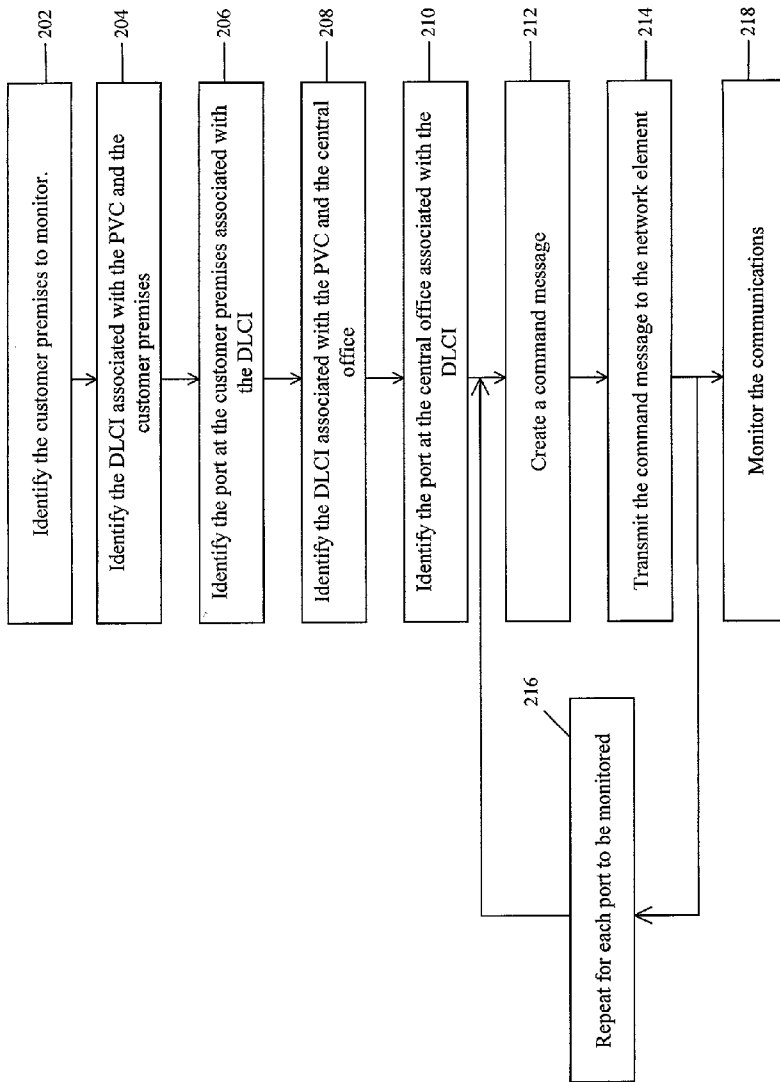 Identify the customer premises to monitor.
202
Identify the DLCI associated with the PVC and the
customer premises
204
Identify the port at the customer premises associated with
the DLCI
206
Identify the DLCI associated with the PVC and the central
office
208
Identify the port at the central office associated with the
DLCI
210
Create a command message
212
Transmit the command message to the network element
214
216
Repeat for each port to be monitored
Monitor the communications
218